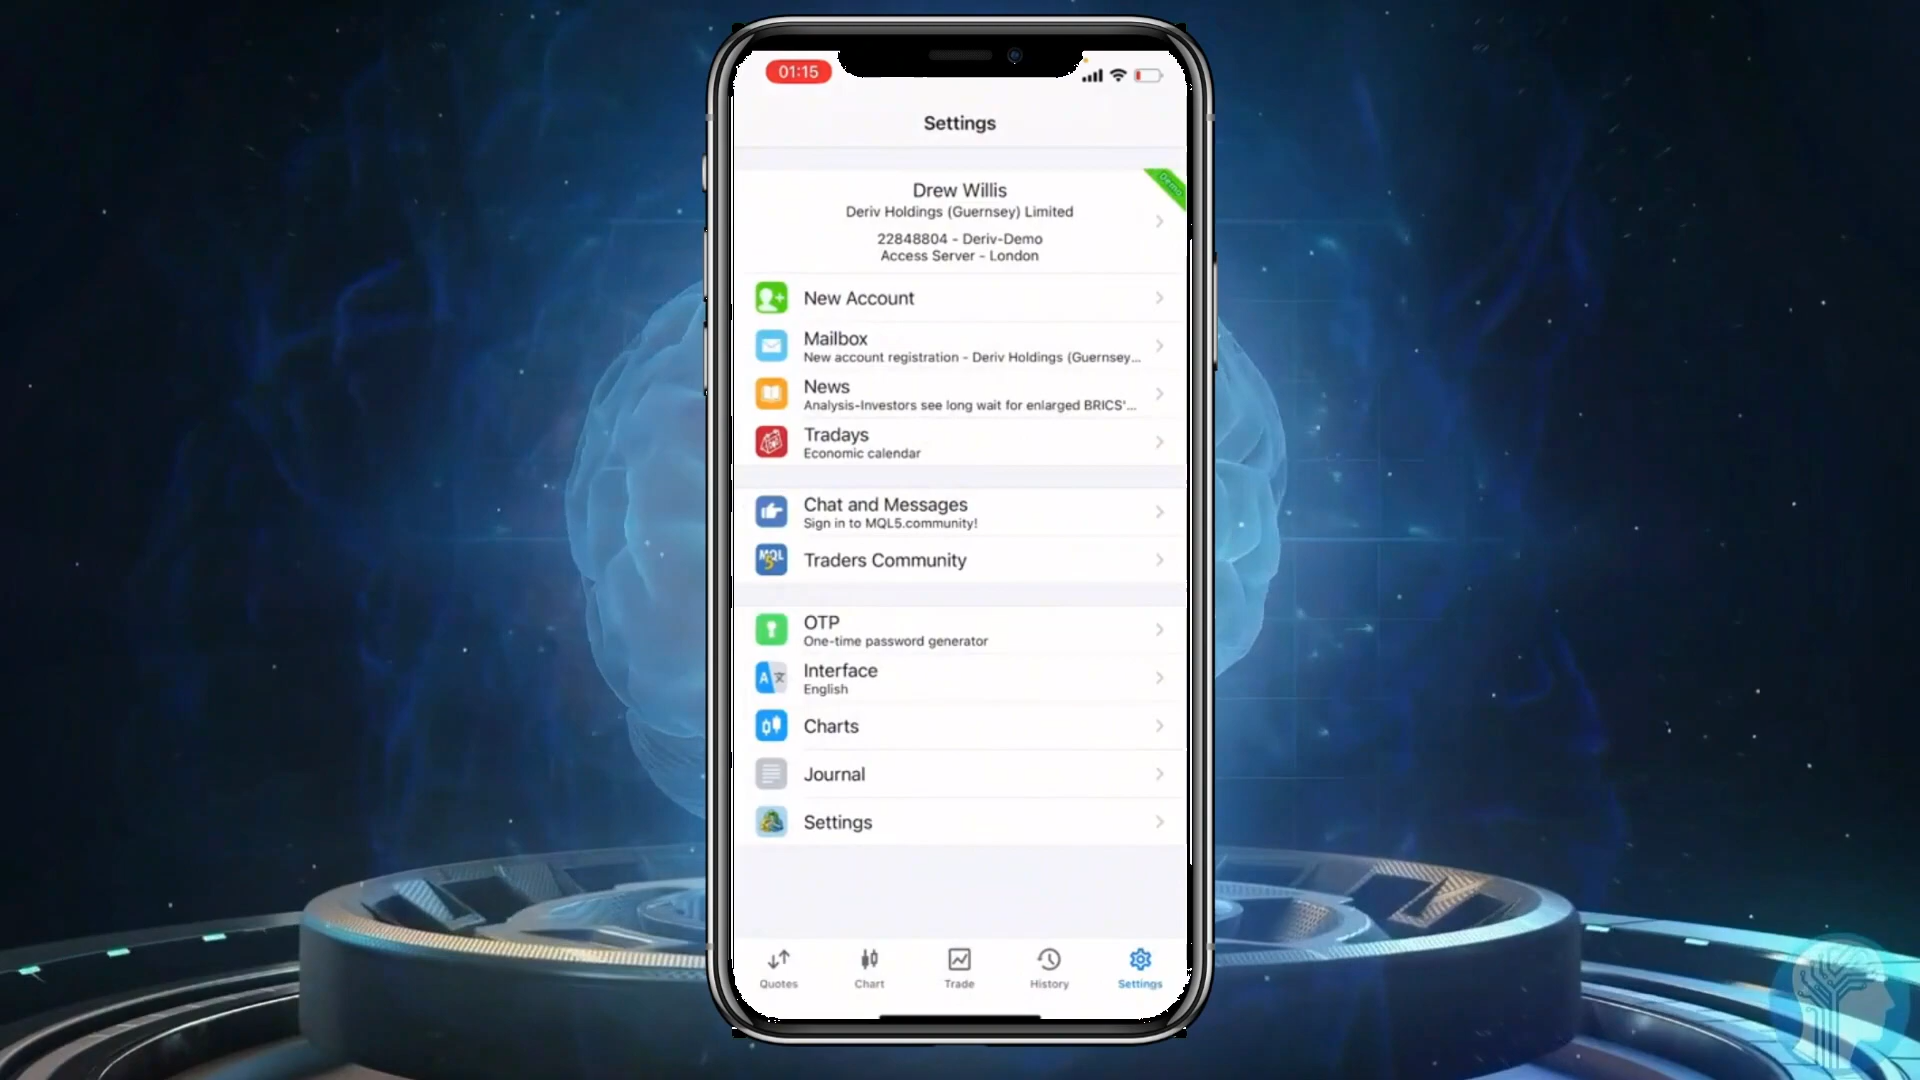 01:15
Settings
Demo
Drew Willis
Deriv Holdings (Guernsey) Limited
22848804 - Deriv-Demo
Access Server - London
New Account
Mailbox
New account registration - Deriv Holdings (Guernsey...
News
Analysis-Investors see long wait for enlarged BRICS'...
Tradays
Economic calendar
Chat and Messages
Sign in to MQL5.community!
MQL
5
Traders Community
OTP
One-time password generator
A文
Interface
English
Charts
Journal
Settings
Quotes
Chart
Trade
History
Settings